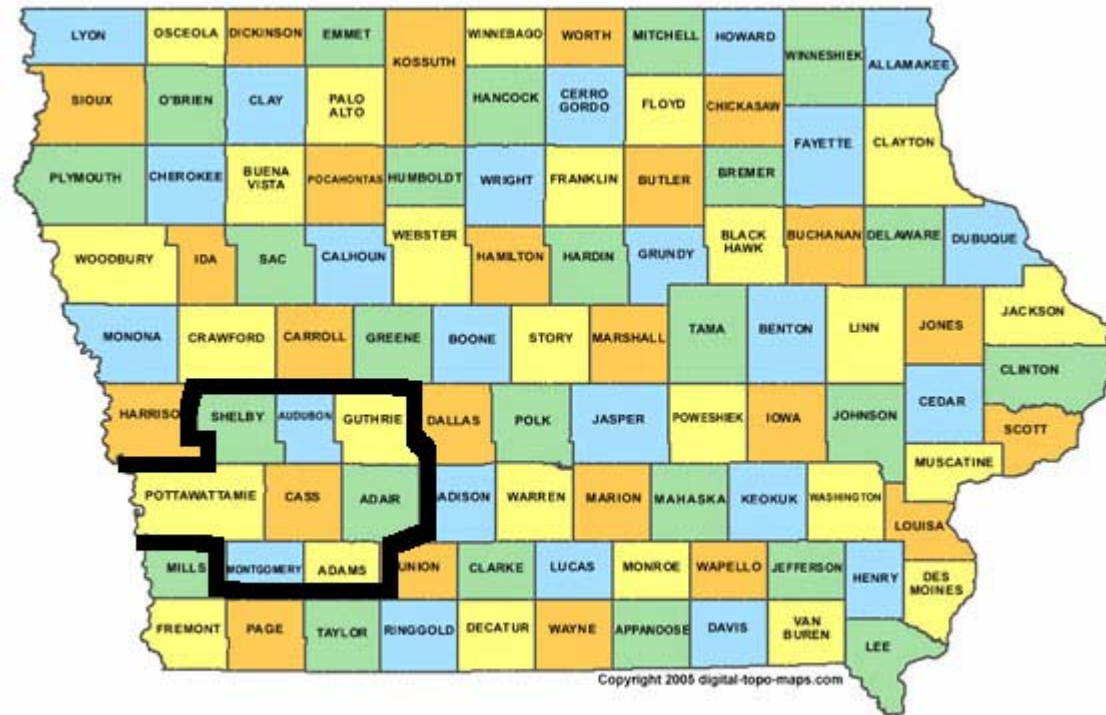 LYON
OSCEOLA
DICKINSON
EMMET
KOSSUTH
WINNEBAGO
WORTH
MITCHELL
HOWARD
WINNESHIEK
ALLAMAKEE
SIOUX
O'BRIEN
CLAY
PALO
ALTO
HANCOCK
CERRO
GORDO
FLOYD
CHICKASAW
FAYETTE
CLAYTON
PLYMOUTH
CHEROKEE
BUENA
VISTA
POCAHONTAS
HUMBOLDT
WRIGHT
FRANKLIN
BUTLER
BREMER
WOODBURY
IDA
SAC
CALHOUN
WEBSTER
HAMILTON
HARDIN
GRUNDY
BLACK
HAWK
BUCHANAN
DELAWARE
DUBUQUE
MONONA
CRAWFORD
CARROLL
GREENE
BOONE
STORY
MARSHALL
TAMA
BENTON
LINN
JONES
JACKSON
CLINTON
HARRISO
SHELBY
AUDUBON
GUTHRIE
DALLAS
POLK
JASPER
POWESHIEK
IOWA
JOHNSON
CEDAR
SCOTT
MUSCATINE
POTTAWATTAMIE
CASS
ADAIR
ADISON
WARREN
MARION
MAHASKA
KEOKUK
WASHINGTON
LOUISA
MILLS
MONTGOMERY
ADAMS
UNION
CLARKE
LUCAS
MONROE
WAPELLO
JEFFERSON
HENRY
DES
MOINES
FREMONT
PAGE
TAYLOR
RINGGOLD
DECATUR
WAYNE
APPANOOSE
DAVIS
VAN
BUREN
LEE
Copyright 2005 digital-topo-maps.com